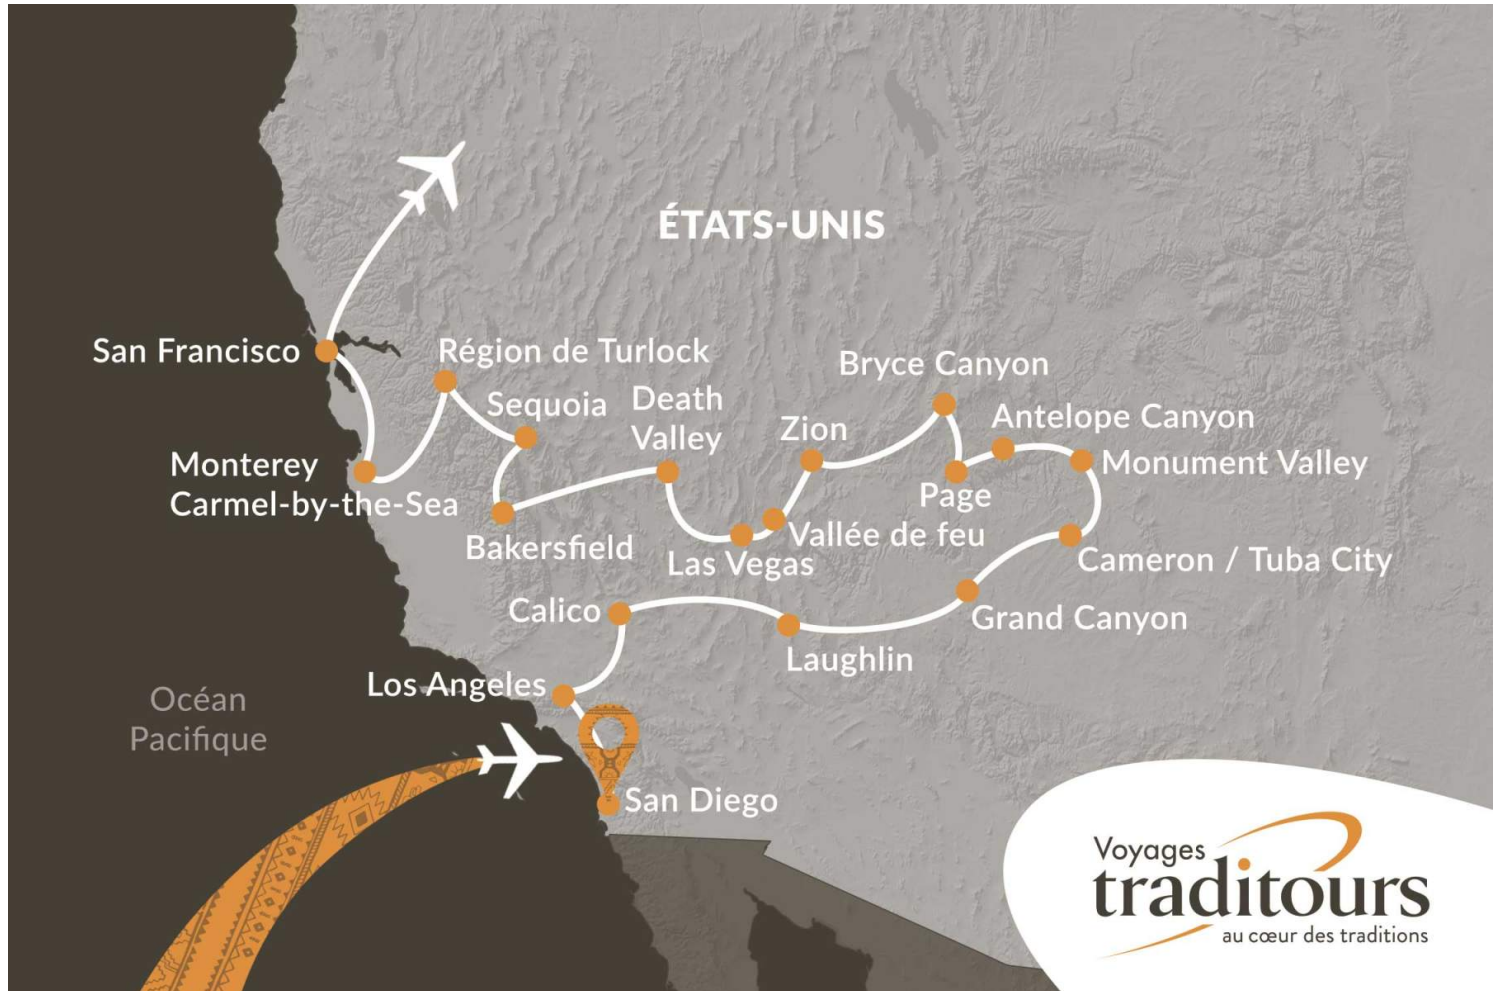 ÉTATS-UNIS
San Francisco
Région de Turlock
Bryce Canyon
Sequoia
Death
Valley
Zion
Antelope Canyon
Monterey
Carmel-by-the-Sea
Monument Valley
Page
Bakersfield
Las Vegas
Vallée de feu
Cameron / Tuba City
Calico
Laughlin
Grand Canyon
Los Angeles
Océan
Pacifique
San Diego
Voyages
traditours
au cœur des traditions